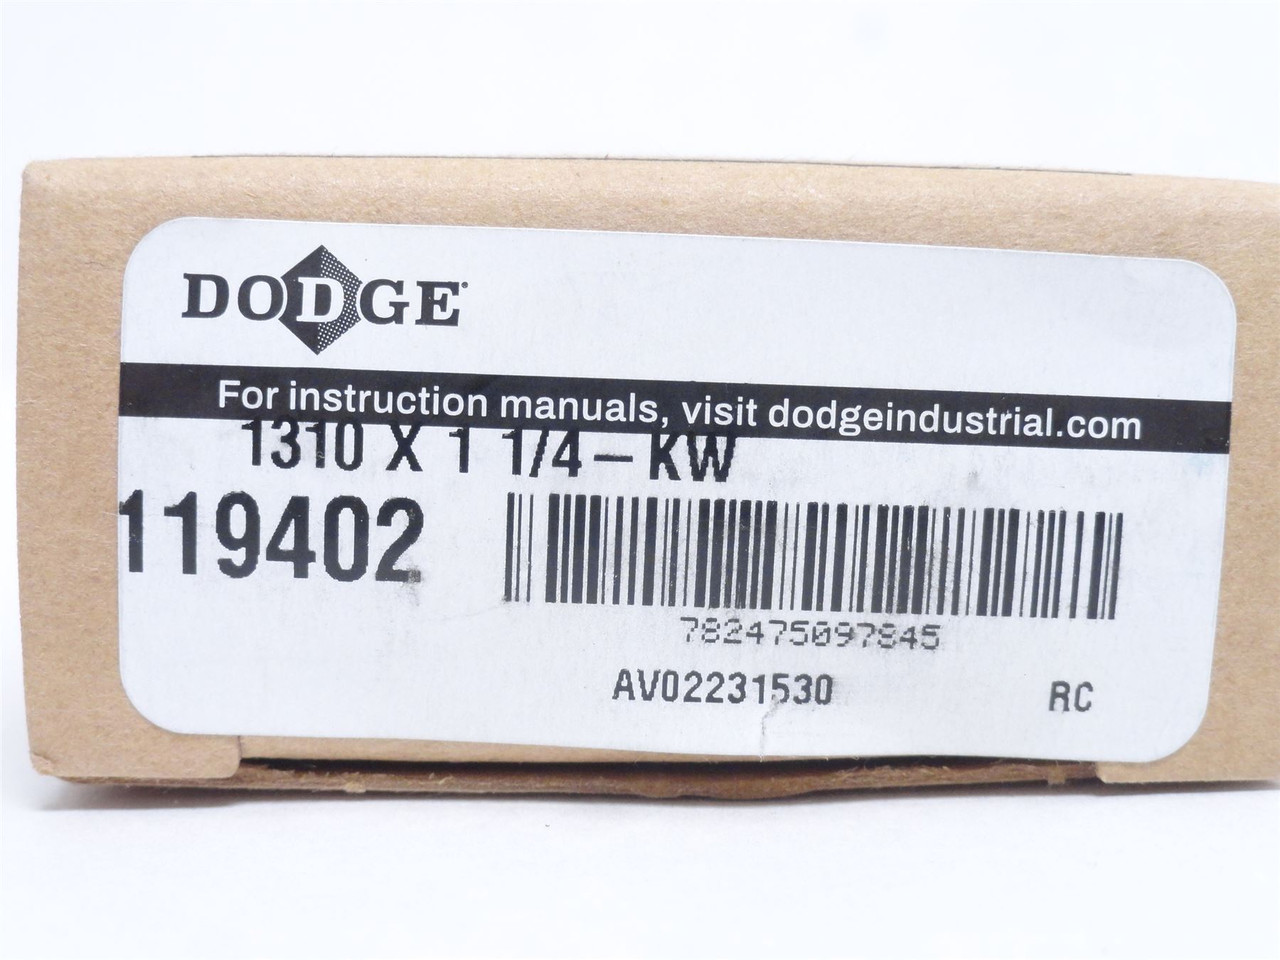 DODGE
For instruction manuals, visit dodgeindustrial.com
1310 X 1 1/4 – KW
119402
782475097845
AV02231530 RC